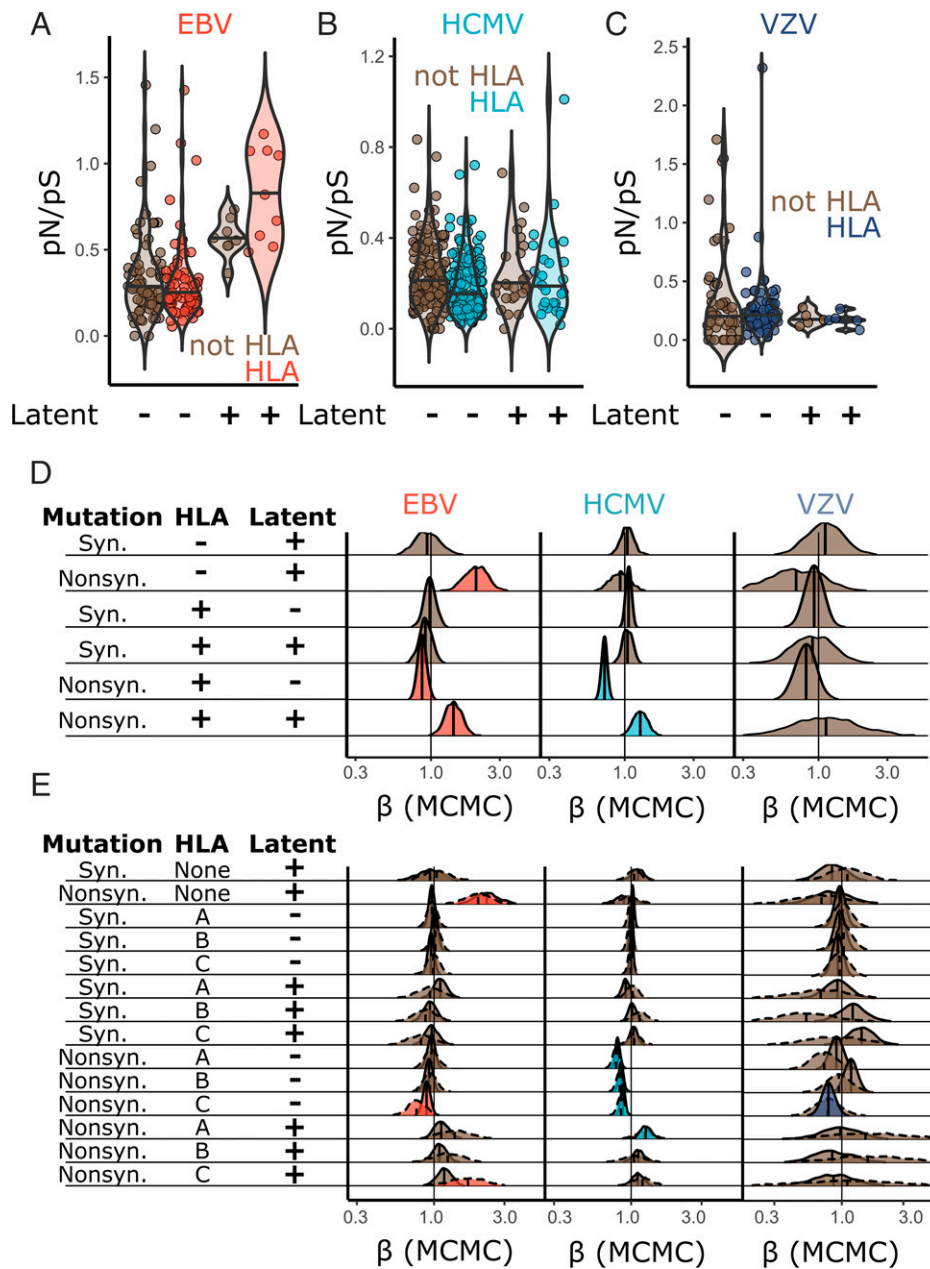 A
EBV
pN/pS
1.5
1.0
0.5
0.0
not HLA
HLA
Latent - - + +
B
HCMV
pN/pS
1.2
0.8
0.4
0.0
not HLA
HLA
Latent - - + +
C
VZV
pN/pS
2.5
2.0
1.5
1.0
0.5
0.0
not HLA
HLA
Latent - - + +
D
EBV HCMV VZV
Mutation HLA Latent
Syn. - +
Nonsyn. - +
Syn. + -
Syn. + +
Nonsyn. + -
Nonsyn. + +
0.3 1.0 3.0 0.3 1.0 3.0 0.3 1.0 3.0
β (MCMC) β (MCMC) β (MCMC)
E
Mutation HLA Latent
Syn. None +
Nonsyn. None +
Syn. A -
Syn. B -
Syn. C -
Syn. A +
Syn. B +
Syn. C +
Nonsyn. A -
Nonsyn. B -
Nonsyn. C -
Nonsyn. A +
Nonsyn. B +
Nonsyn. C +
0.3 1.0 3.0 0.3 1.0 3.0 0.3 1.0 3.0
β (MCMC) β (MCMC) β (MCMC)